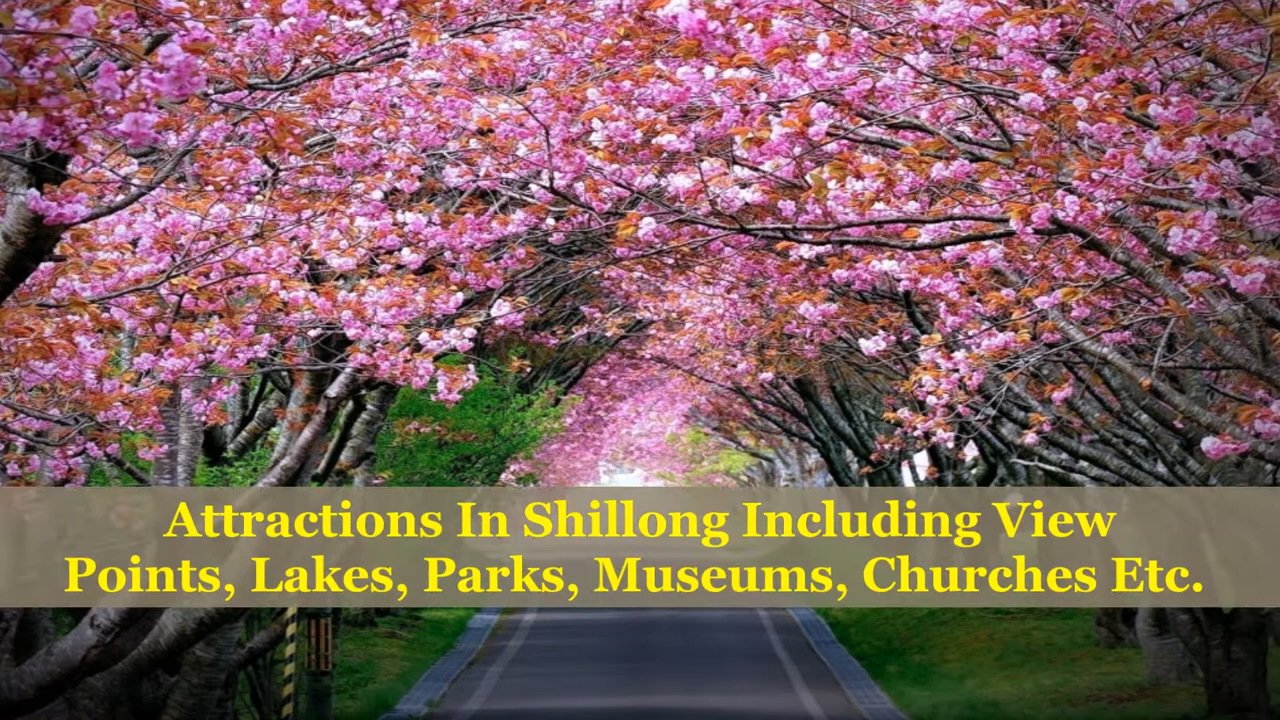 Attractions In Shillong Including View
Points, Lakes, Parks, Museums, Churches Etc.